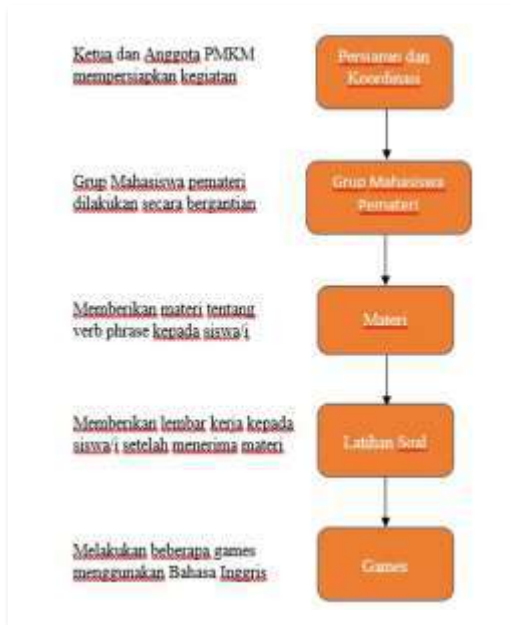 Ketua dan Anggota PMKM
mempersiapkan kegiatan
Persiapan dan
Koordinasi
Grup Mahasiswa pemateri
dilakukan secara bergantian
Grup Mahasiswa
Pemateri
Memberikan materi tentang
verb phrase kepada siswa/i
Materi
Memberikan lembar kerja kepada
siswa/i setelah menerima materi
Latihan Soal
Melakukan beberapa games
menggunakan Bahasa Inggris
Games